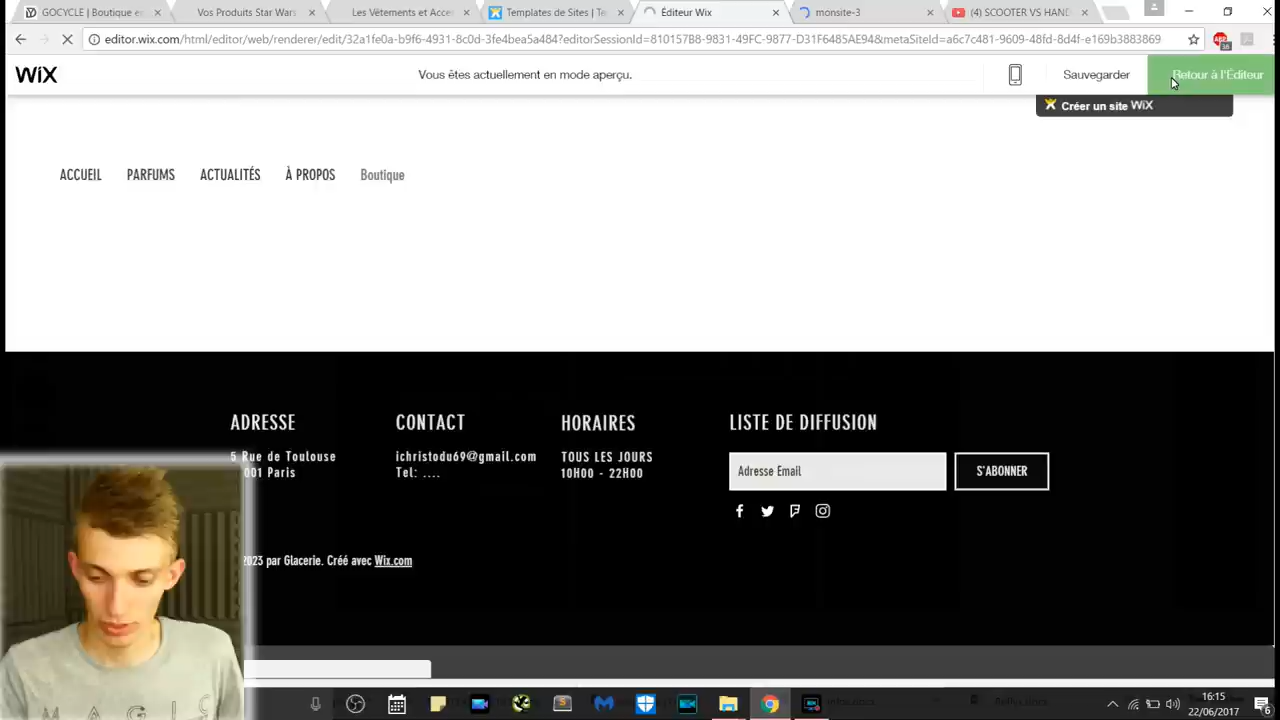 GOCYCLE | Boutique e
Vos Produits Star Wars
Les Vêtements et Acces
Templates de Sites | Te
Éditeur Wix
monsite-3
(4) SCOOTER VS HAND
editor.wix.com/html/editor/web/renderer/edit/32a1fe0a-b9f6-4931-8c0d-3fe4bea5a484?editorSessionId=810157B8-9831-49FC-9877-D31F6485AE94&metaSiteId=a6c7c481-9609-48fd-8d4f-e169b3883869
WiX
Vous êtes actuellement en mode aperçu.
Sauvegarder
Retour à l'Éditeur
Créer un site WiX
ACCUEIL
PARFUMS
ACTUALITÉS
À PROPOS
Boutique
ADRESSE
CONTACT
HORAIRES
LISTE DE DIFFUSION
5 Rue de Toulouse
001 Paris
ichristodu69@gmail.com
Tel: ....
TOUS LES JOURS
10H00 - 22H00
Adresse Email
S'ABONNER
2023 par Glacerie. Créé avec Wix.com
MAGIC
16:15
22/06/2017
6